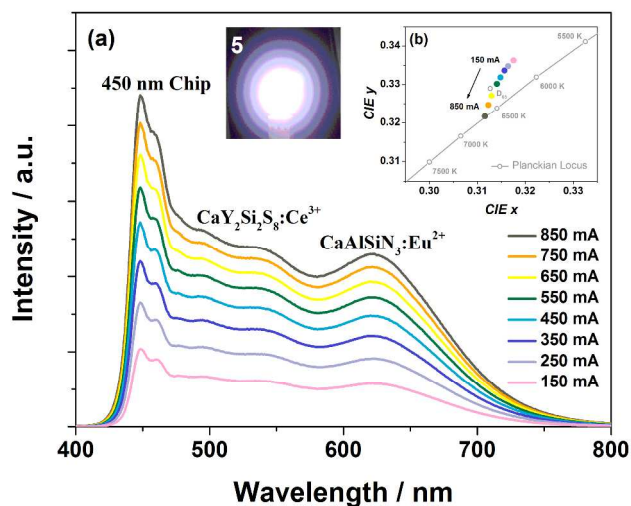 (a)
5
450 nm Chip
CaY2Si2S8:Ce3+
CaAlSiN3:Eu2+
Intensity / a.u.
400
500
600
700
800
Wavelength / nm
850 mA
750 mA
650 mA
550 mA
450 mA
350 mA
250 mA
150 mA
(b)
0.34
0.33
0.32
0.31
CIE y
150 mA
850 mA
5500 K
6000 K
6500 K
7000 K
7500 K
Planckian Locus
0.30
0.31
0.32
0.33
CIE x